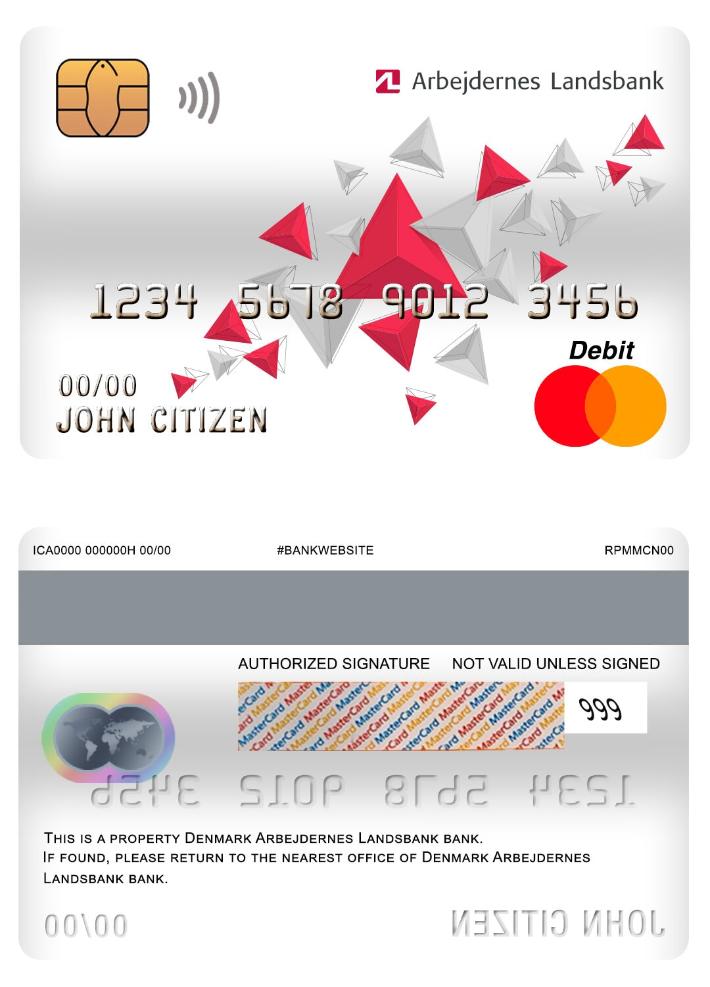 Arbejdernes Landsbank
1234 5678 9012 3456
Debit
00/00
JOHN CITIZEN
ICA0000 000000H 00/00 #BANKWEBSITE RPMMCN00
AUTHORIZED SIGNATURE NOT VALID UNLESS SIGNED
MasterCard MasterCard MasterCard MasterCard
999
1234 5678 9012 3456
THIS IS A PROPERTY DENMARK ARBEJDERNES LANDSBANK BANK.
IF FOUND, PLEASE RETURN TO THE NEAREST OFFICE OF DENMARK ARBEJDERNES
LANDSBANK BANK.
00/00 JOHN CITIZEN